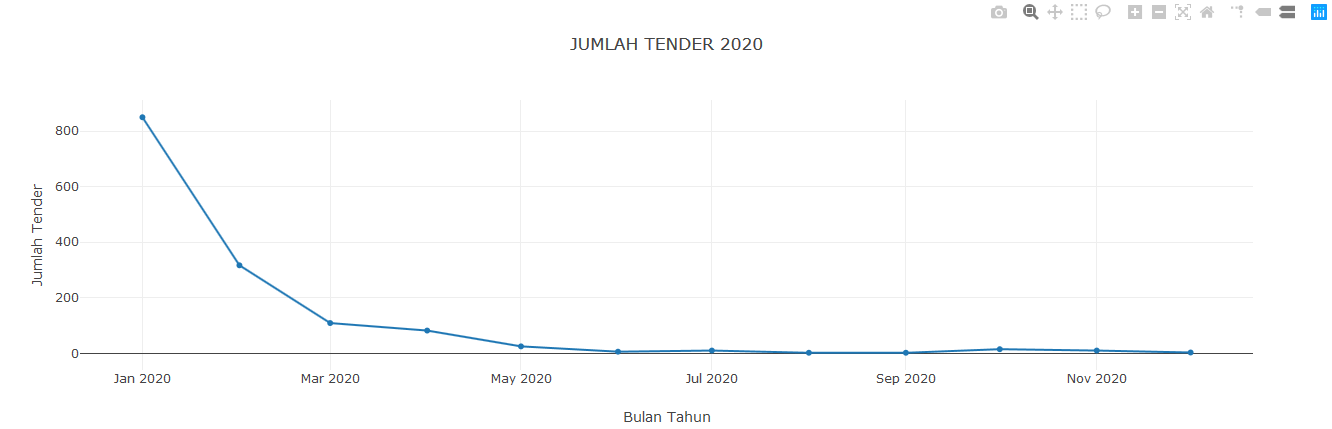 JUMLAH TENDER 2020
800
600
400
200
0
Jumlah Tender
Jan 2020
Mar 2020
May 2020
Jul 2020
Sep 2020
Nov 2020
Bulan Tahun